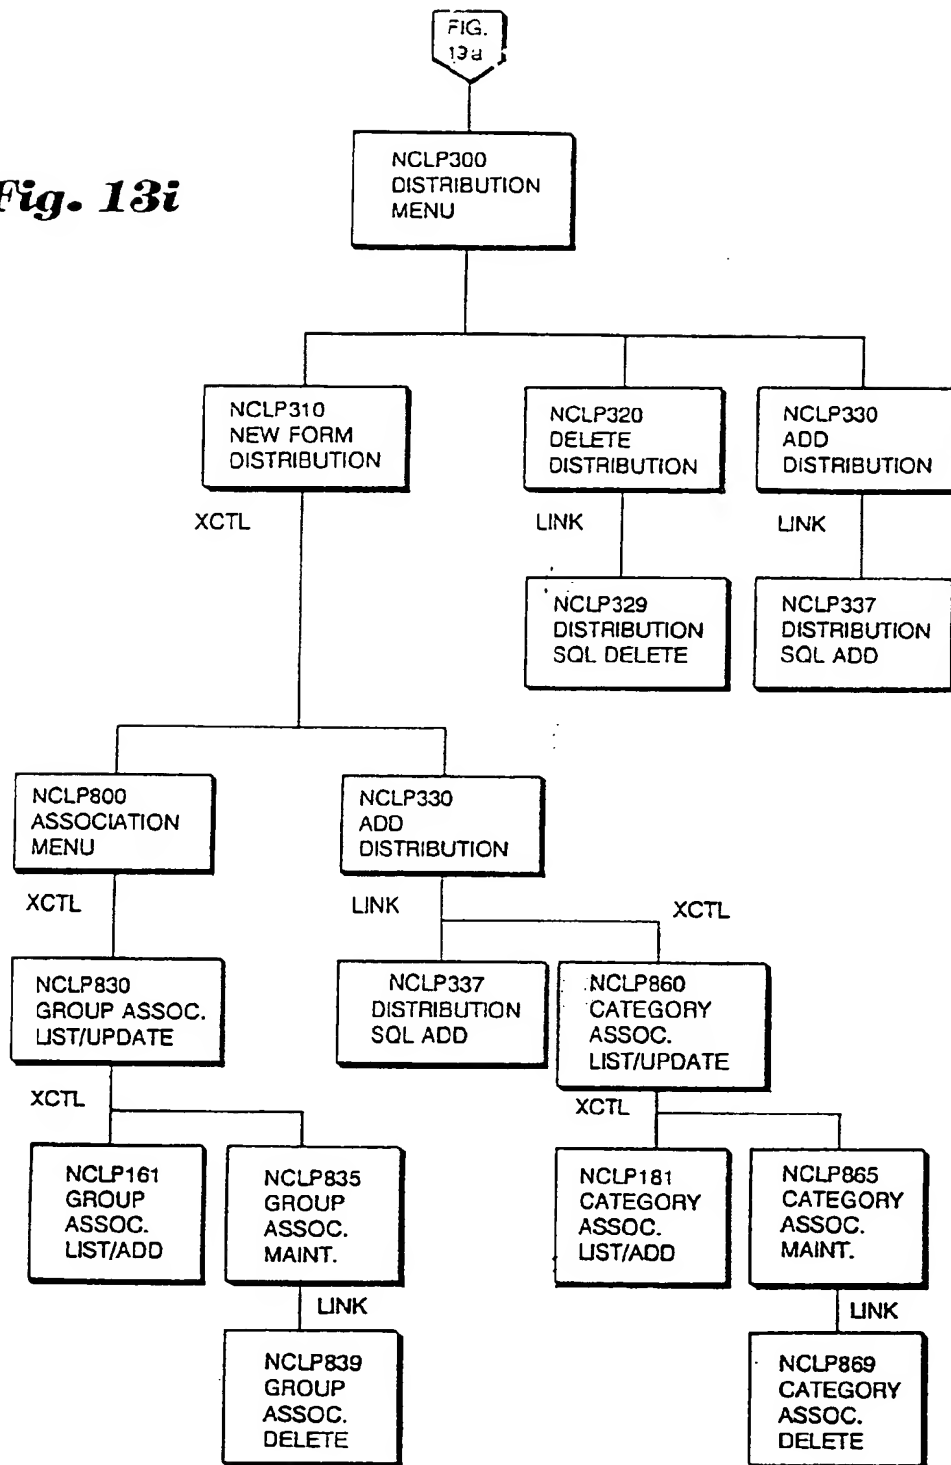 FIG.
13a
Fig. 13i
NCLP300
DISTRIBUTION
MENU
NCLP310
NEW FORM
DISTRIBUTION
NCLP320
DELETE
DISTRIBUTION
NCLP330
ADD
DISTRIBUTION
XCTL
LINK
LINK
NCLP329
DISTRIBUTION
SQL DELETE
NCLP337
DISTRIBUTION
SQL ADD
NCLP800
ASSOCIATION
MENU
NCLP330
ADD
DISTRIBUTION
XCTL
LINK
XCTL
NCLP830
GROUP ASSOC.
LIST/UPDATE
NCLP337
DISTRIBUTION
SQL ADD
NCLP860
CATEGORY
ASSOC.
LIST/UPDATE
XCTL
XCTL
NCLP161
GROUP
ASSOC.
LIST/ADD
NCLP835
GROUP
ASSOC.
MAINT.
NCLP181
CATEGORY
ASSOC.
LIST/ADD
NCLP865
CATEGORY
ASSOC.
MAINT.
LINK
LINK
NCLP839
GROUP
ASSOC.
DELETE
NCLP869
CATEGORY
ASSOC.
DELETE